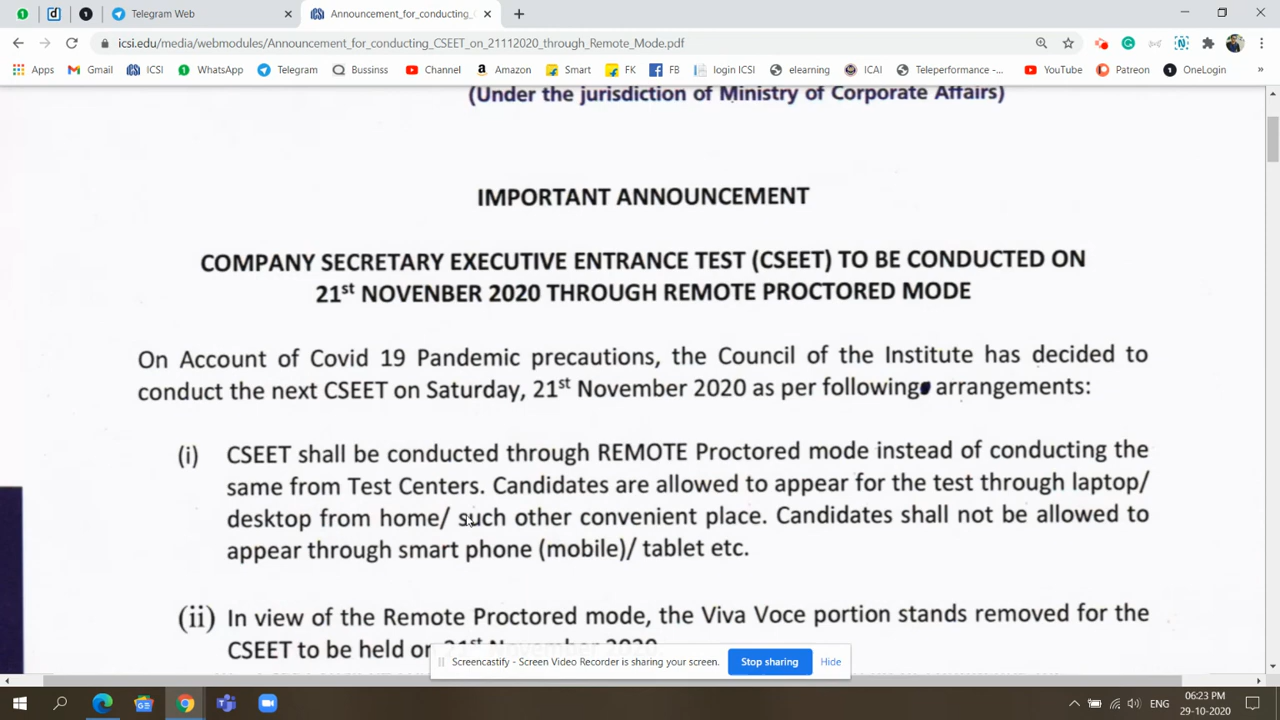 Telegram Web
Announcement_for_conducting_
icsi.edu/media/webmodules/Announcement_for_conducting_CSEET_on_21112020_through_Remote_Mode.pdf
Apps Gmail ICSI WhatsApp Telegram Bussinss Channel Amazon Smart FK FB login ICSI elearning ICAI Teleperformance -... YouTube Patreon OneLogin
(Under the jurisdiction of Ministry of Corporate Affairs)
IMPORTANT ANNOUNCEMENT
COMPANY SECRETARY EXECUTIVE ENTRANCE TEST (CSEET) TO BE CONDUCTED ON
21st NOVENBER 2020 THROUGH REMOTE PROCTORED MODE
On Account of Covid 19 Pandemic precautions, the Council of the Institute has decided to
conduct the next CSEET on Saturday, 21st November 2020 as per following arrangements:
(i) CSEET shall be conducted through REMOTE Proctored mode instead of conducting the
same from Test Centers. Candidates are allowed to appear for the test through laptop/
desktop from home/ such other convenient place. Candidates shall not be allowed to
appear through smart phone (mobile)/ tablet etc.
(ii) In view of the Remote Proctored mode, the Viva Voce portion stands removed for the
CSEET to be held on 21st November 2020.
Screencastify - Screen Video Recorder is sharing your screen. Stop sharing Hide
ENG
06:23 PM
29-10-2020